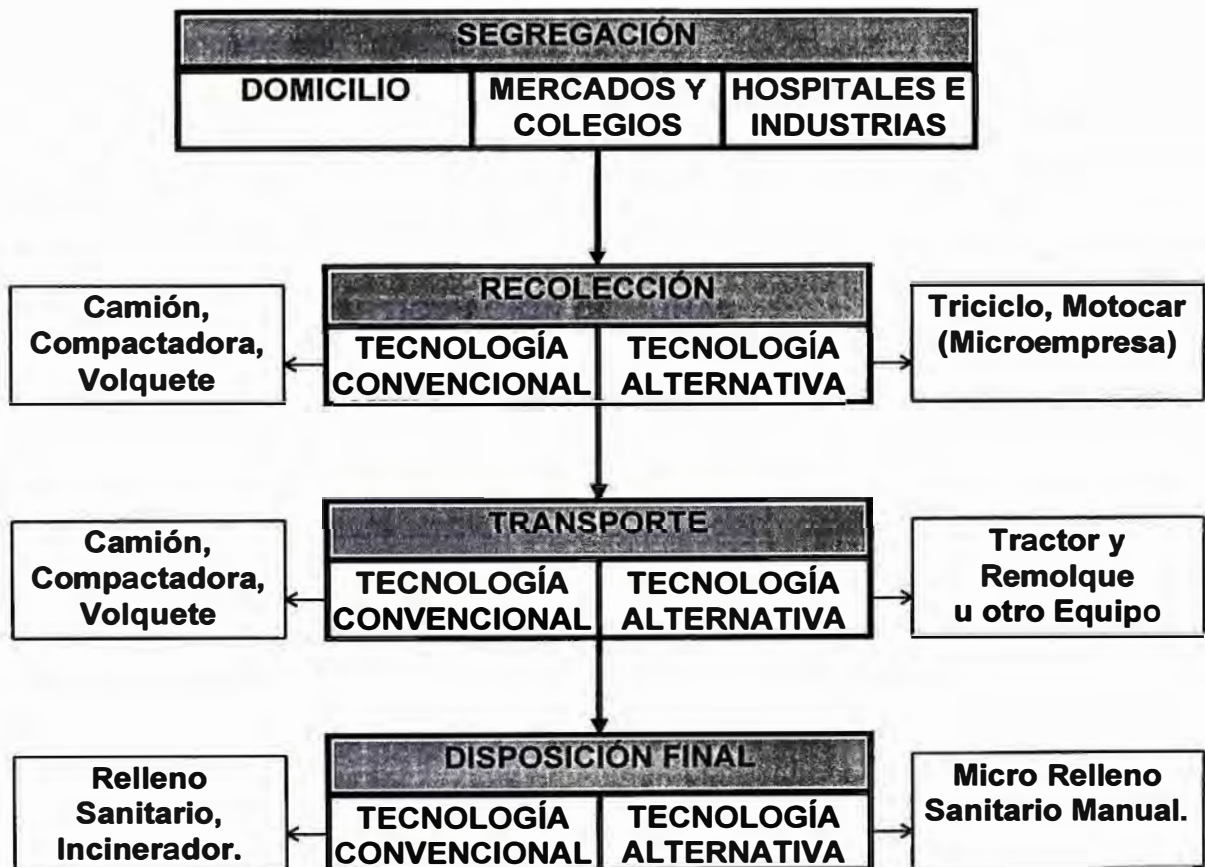 SEGREGACIÓN
DOMICILIO
MERCADOS Y
COLEGIOS
HOSPITALES E
INDUSTRIAS
RECOLECCIÓN
Camión,
Compactadora,
Volquete
TECNOLOGÍA
CONVENCIONAL
TECNOLOGÍA
ALTERNATIVA
Triciclo, Motocar
(Microempresa)
TRANSPORTE
Camión,
Compactadora,
Volquete
TECNOLOGÍA
CONVENCIONAL
TECNOLOGÍA
ALTERNATIVA
Tractor y
Remolque
u otro Equipo
DISPOSICIÓN FINAL
Relleno
Sanitario,
Incinerador.
TECNOLOGÍA
CONVENCIONAL
TECNOLOGÍA
ALTERNATIVA
Micro Relleno
Sanitario Manual.